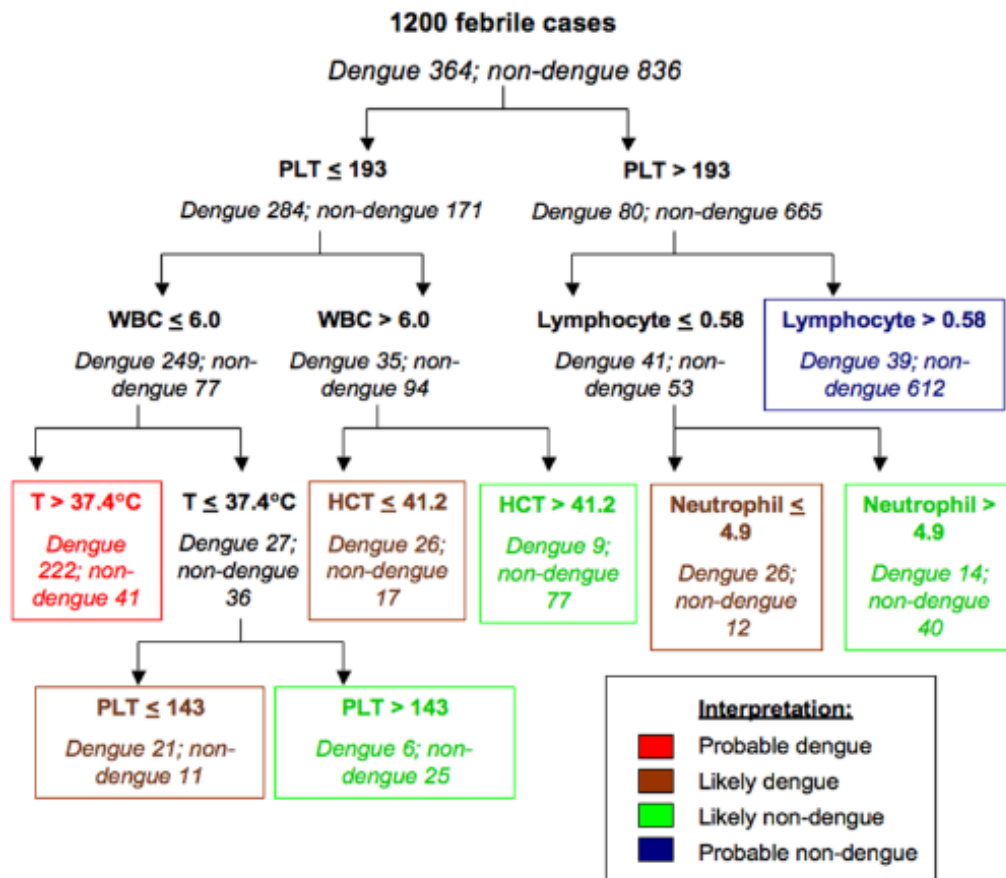 1200 febrile cases
Dengue 364; non-dengue 836
PLT ≤ 193
Dengue 284; non-dengue 171
PLT > 193
Dengue 80; non-dengue 665
WBC ≤ 6.0
Dengue 249; non-
dengue 77
WBC > 6.0
Dengue 35; non-
dengue 94
Lymphocyte ≤ 0.58
Dengue 41; non-
dengue 53
Lymphocyte > 0.58
Dengue 39; non-
dengue 612
T > 37.4°C
Dengue
222; non-
dengue 41
T ≤ 37.4°C
Dengue 27;
non-dengue
36
HCT ≤ 41.2
Dengue 26;
non-dengue
17
HCT > 41.2
Dengue 9;
non-dengue
77
Neutrophil ≤
4.9
Dengue 26;
non-dengue
12
Neutrophil >
4.9
Dengue 14;
non-dengue
40
PLT ≤ 143
Dengue 21; non-
dengue 11
PLT > 143
Dengue 6; non-
dengue 25
Interpretation:
Probable dengue
Likely dengue
Likely non-dengue
Probable non-dengue